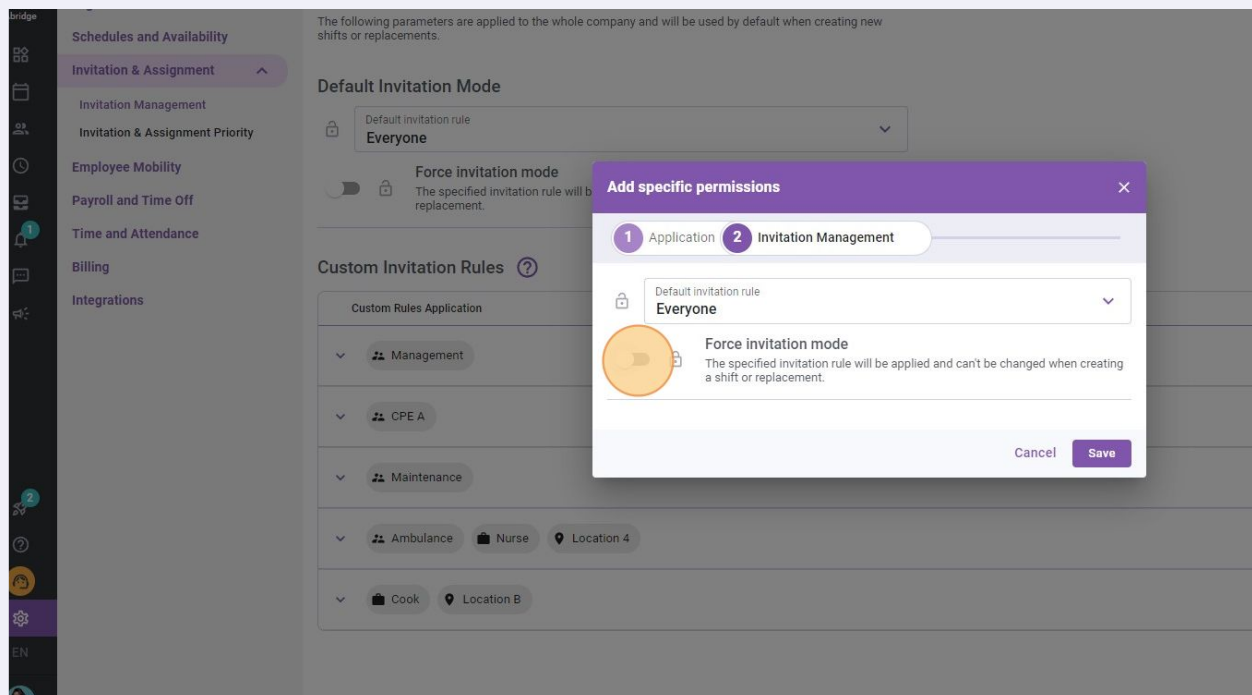 bridge
The following parameters are applied to the whole company and will be used by default when creating new
shifts or replacements.
Schedules and Availability
Invitation & Assignment
Invitation Management
Invitation & Assignment Priority
Employee Mobility
Payroll and Time Off
Time and Attendance
Billing
Integrations
1
2
EN
Default Invitation Mode
Default invitation rule
Everyone
Force invitation mode
The specified invitation rule will b
replacement.
Custom Invitation Rules
Custom Rules Application
Management
CPE A
Maintenance
Ambulance Nurse Location 4
Cook Location B
Add specific permissions
1 Application 2 Invitation Management
Default invitation rule
Everyone
Force invitation mode
The specified invitation rule will be applied and can't be changed when creating
a shift or replacement.
Cancel Save